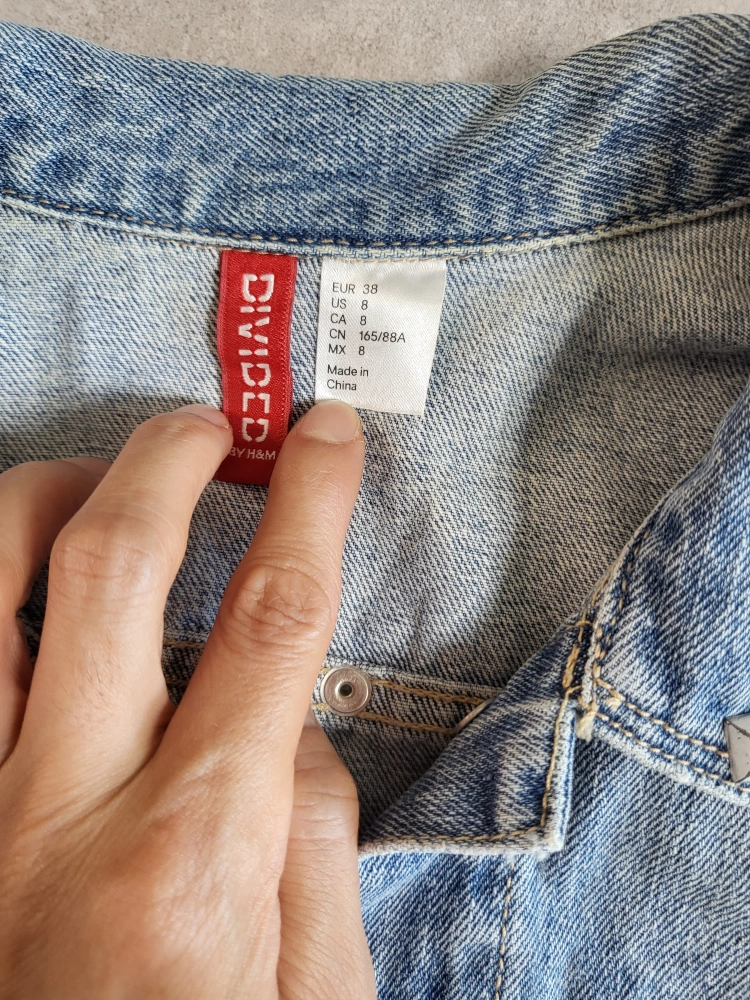 DIVIDED
BY H&M
EUR 38
US 8
CA 8
CN 165/88A
MX 8
Made in
China